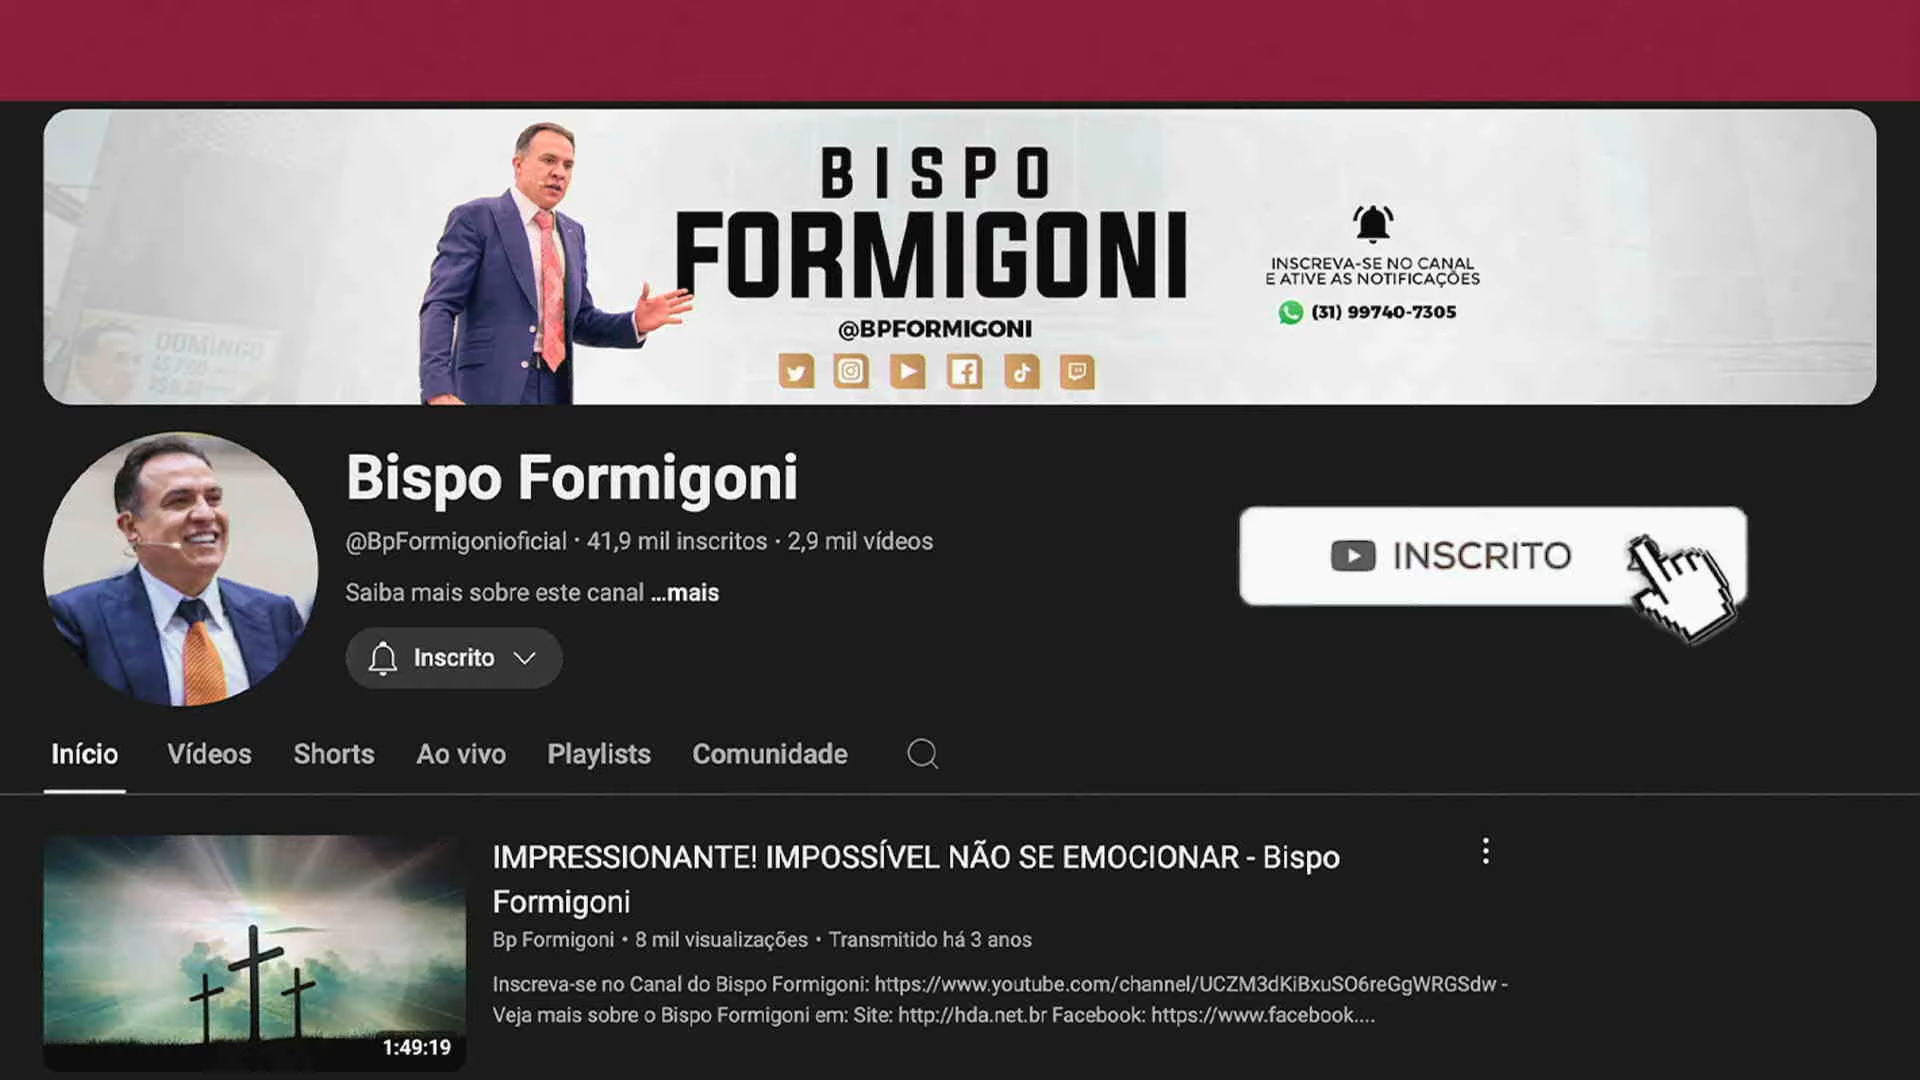 BISPO
FORMIGONI
@BPFORMIGONI
INSCREVA-SE NO CANAL
E ATIVE AS NOTIFICAÇÕES
(31) 99740-7305
DOMINGO
Bispo Formigoni
@BpFormigonioficial · 41,9 mil inscritos · 2,9 mil vídeos
Saiba mais sobre este canal ...mais
INSCRITO
Inscrito
Início Vídeos Shorts Ao vivo Playlists Comunidade
IMPRESSIONANTE! IMPOSSÍVEL NÃO SE EMOCIONAR - Bispo
Formigoni
Bp Formigoni • 8 mil visualizações • Transmitido há 3 anos
Inscreva-se no Canal do Bispo Formigoni: https://www.youtube.com/channel/UCZM3dKiBxuSO6reGgWRGSdw -
Veja mais sobre o Bispo Formigoni em: Site: http://hda.net.br Facebook: https://www.facebook....
1:49:19